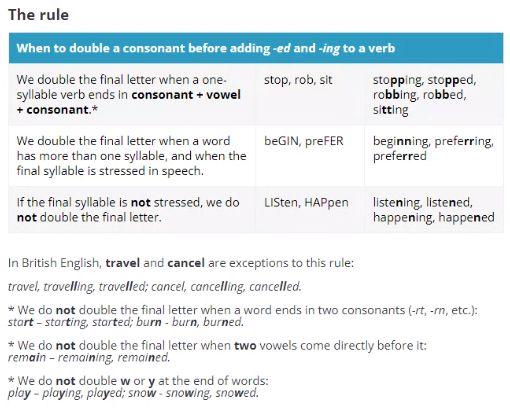 The rule
When to double a consonant before adding -ed and -ing to a verb
We double the final letter when a one-
syllable verb ends in consonant + vowel
+ consonant.*
stop, rob, sit
stopping, stopped,
robbing, robbed,
sitting
We double the final letter when a word
has more than one syllable, and when the
final syllable is stressed in speech.
beGIN, preFER
beginning, preferring,
preferred
If the final syllable is not stressed, we do
not double the final letter.
LISten, HAPpen
listening, listened,
happening, happened
In British English, travel and cancel are exceptions to this rule:
travel, travelling, travelled; cancel, cancelling, cancelled.
* We do not double the final letter when a word ends in two consonants (-rt, -rn, etc.):
start – starting, started; burn - burn, burned.
* We do not double the final letter when two vowels come directly before it:
remain – remaining, remained.
* We do not double w or y at the end of words:
play – playing, played; snow - snowing, snowed.